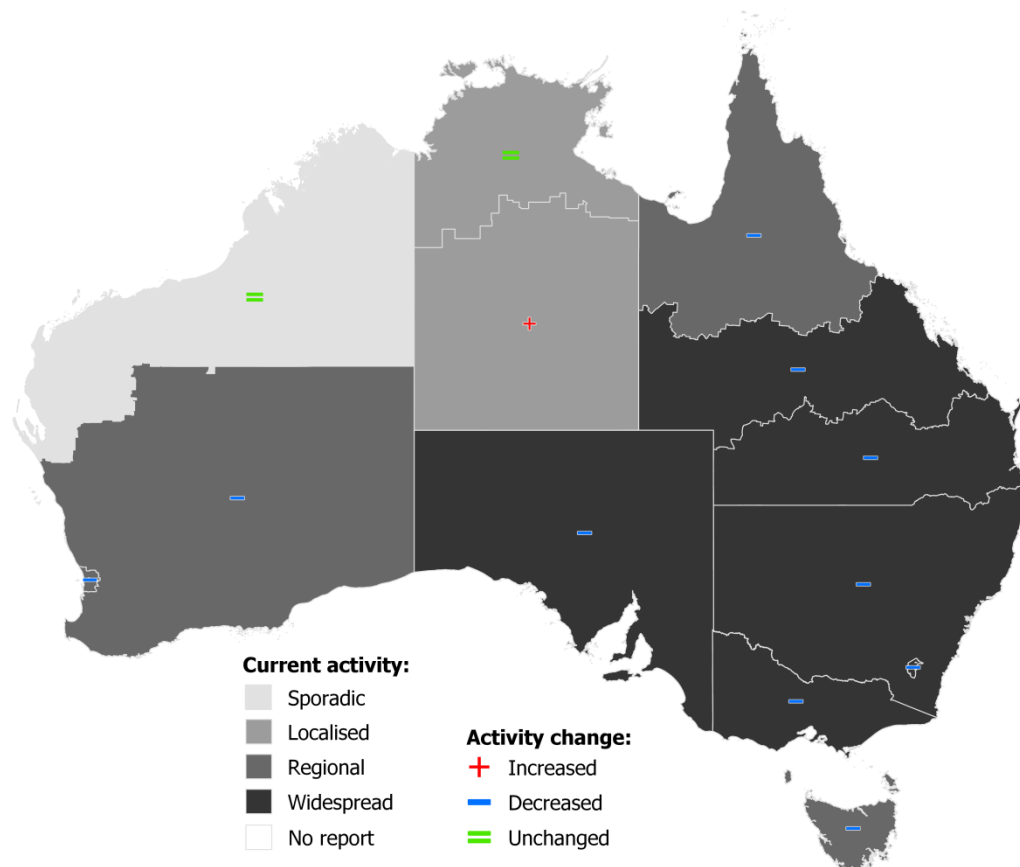 Current activity:
Sporadic
Localised
Regional
Widespread
No report
Activity change:
Increased
Decreased
Unchanged